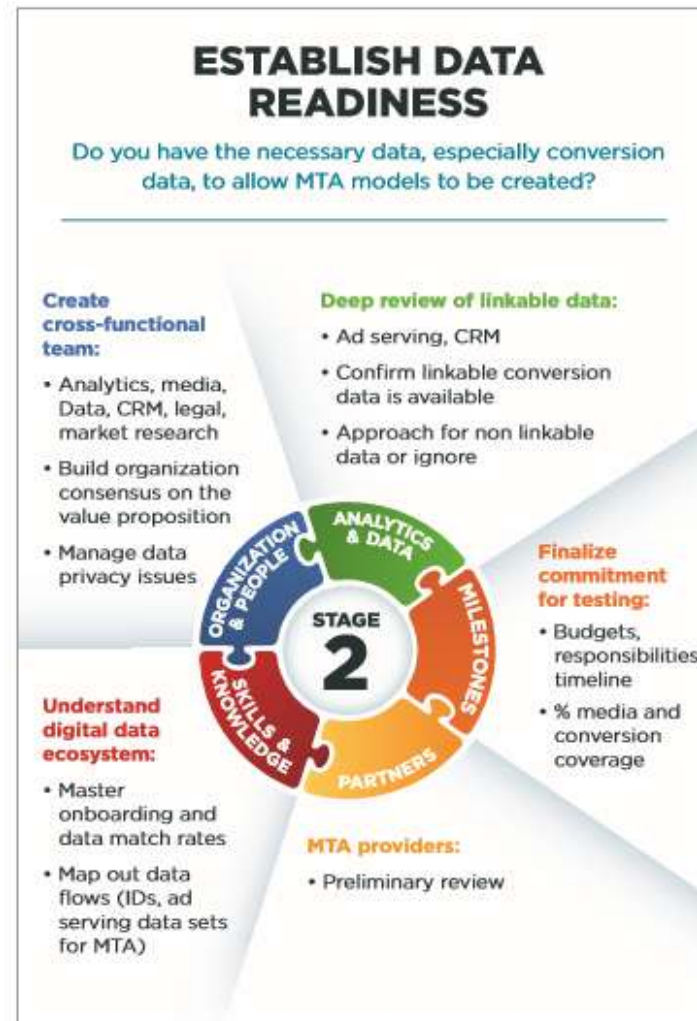 ESTABLISH DATA
READINESS
Do you have the necessary data, especially conversion
data, to allow MTA models to be created?
Create
cross-functional
team:
• Analytics, media,
Data, CRM, legal,
market research
• Build organization
consensus on the
value proposition
• Manage data
privacy issues
Deep review of linkable data:
• Ad serving, CRM
• Confirm linkable conversion
data is available
• Approach for non linkable
data or ignore
ORGANIZATION
& PEOPLE
ANALYTICS
& DATA
MILESTONES
PARTNERS
SKILLS &
KNOWLEDGE
STAGE
2
Finalize
commitment
for testing:
• Budgets,
responsibilities,
timeline
• % media and
conversion
coverage
Understand
digital data
ecosystem:
• Master
onboarding and
data match rates
• Map out data
flows (IDs, ad
serving data sets
for MTA)
MTA providers:
• Preliminary review